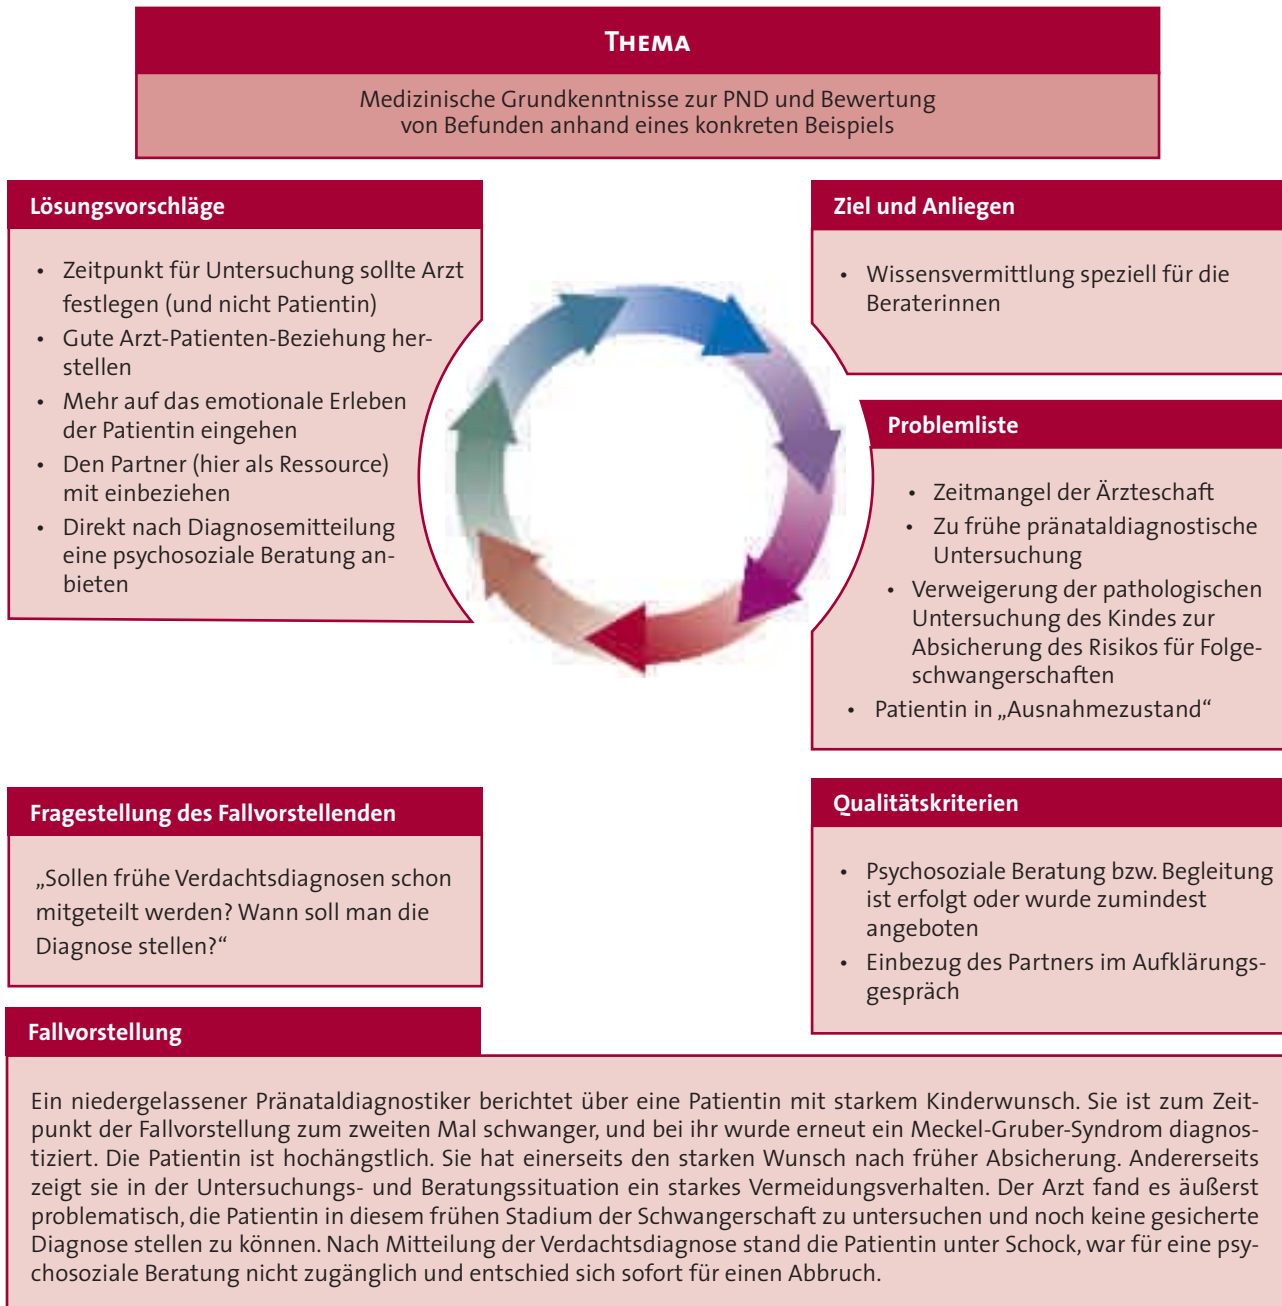 THEMA
Medizinische Grundkenntnisse zur PND und Bewertung
von Befunden anhand eines konkreten Beispiels
Lösungsvorschläge
• Zeitpunkt für Untersuchung sollte Arzt
festlegen (und nicht Patientin)
• Gute Arzt-Patienten-Beziehung her-
stellen
• Mehr auf das emotionale Erleben
der Patientin eingehen
• Den Partner (hier als Ressource)
mit einbeziehen
• Direkt nach Diagnosemitteilung
eine psychosoziale Beratung an-
bieten
Ziel und Anliegen
• Wissensvermittlung speziell für die
Beraterinnen
Problemliste
• Zeitmangel der Ärzteschaft
• Zu frühe pränataldiagnostische
Untersuchung
• Verweigerung der pathologischen
Untersuchung des Kindes zur
Absicherung des Risikos für Folge-
schwangerschaften
• Patientin in „Ausnahmezustand“
Fragestellung des Fallvorstellenden
„Sollen frühe Verdachtsdiagnosen schon
mitgeteilt werden? Wann soll man die
Diagnose stellen?“
Qualitätskriterien
• Psychosoziale Beratung bzw. Begleitung
ist erfolgt oder wurde zumindest
angeboten
• Einbezug des Partners im Aufklärungs-
gespräch
Fallvorstellung
Ein niedergelassener Pränataldiagnostiker berichtet über eine Patientin mit starkem Kinderwunsch. Sie ist zum Zeit-
punkt der Fallvorstellung zum zweiten Mal schwanger, und bei ihr wurde erneut ein Meckel-Gruber-Syndrom diagnos-
tiziert. Die Patientin ist hochängstlich. Sie hat einerseits den starken Wunsch nach früher Absicherung. Andererseits
zeigt sie in der Untersuchungs- und Beratungssituation ein starkes Vermeidungsverhalten. Der Arzt fand es äußerst
problematisch, die Patientin in diesem frühen Stadium der Schwangerschaft zu untersuchen und noch keine gesicherte
Diagnose stellen zu können. Nach Mitteilung der Verdachtsdiagnose stand die Patientin unter Schock, war für eine psy-
chosoziale Beratung nicht zugänglich und entschied sich sofort für einen Abbruch.